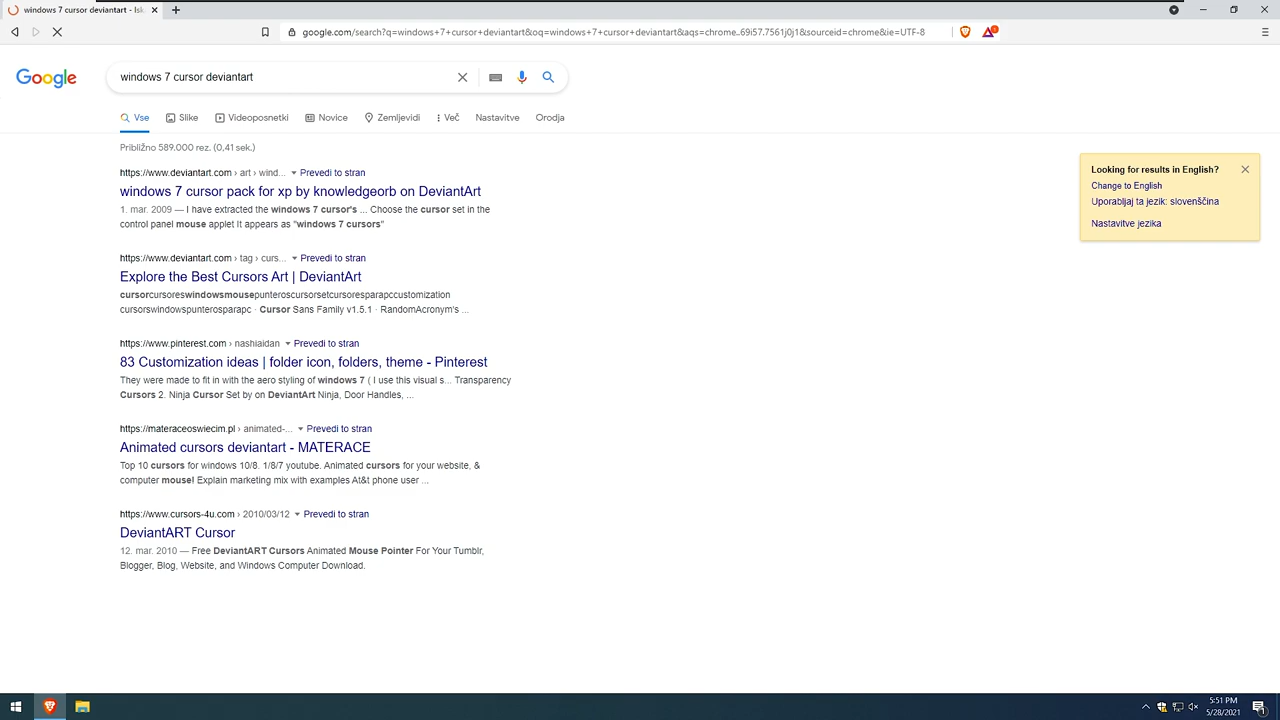 windows 7 cursor deviantart - Isk
google.com/search?q=windows+7+cursor+deviantart&oq=windows+7+cursor+deviantart&aqs=chrome..69i57.7561j0j1&sourceid=chrome&ie=UTF-8
Google
windows 7 cursor deviantart
Vse
Slike
Videoposnetki
Novice
Zemljevidi
Več
Nastavitve
Orodja
Približno 589.000 rez. (0,41 sek.)
https://www.deviantart.com › art › wind... Prevedi to stran
windows 7 cursor pack for xp by knowledgeorb on DeviantArt
1. mar. 2009 — I have extracted the windows 7 cursor's ... Choose the cursor set in the
control panel mouse applet It appears as "windows 7 cursors"
https://www.deviantart.com › tag › curs... Prevedi to stran
Explore the Best Cursors Art | DeviantArt
cursorcursoreswindowsmousepunteroscursorsetcursoresparapccustomization
cursorswindowspunterosparapc · Cursor Sans Family v1.5.1 · RandomAcronym's ...
https://www.pinterest.com › nashiaidan Prevedi to stran
83 Customization ideas | folder icon, folders, theme - Pinterest
They were made to fit in with the aero styling of windows 7 ( I use this visual s... Transparency
Cursors 2. Ninja Cursor Set by on DeviantArt Ninja, Door Handles, ...
https://materaceoswiecim.pl › animated-... Prevedi to stran
Animated cursors deviantart - MATERACE
Top 10 cursors for windows 10/8. 1/8/7 youtube. Animated cursors for your website, &
computer mouse! Explain marketing mix with examples At&t phone user ...
https://www.cursors-4u.com › 2010/03/12 Prevedi to stran
DeviantART Cursor
12. mar. 2010 — Free DeviantART Cursors Animated Mouse Pointer For Your Tumblr,
Blogger, Blog, Website, and Windows Computer Download.
Looking for results in English?
Change to English
Uporabljaj ta jezik: slovenščina
Nastavitve jezika
5:51 PM
5/28/2021